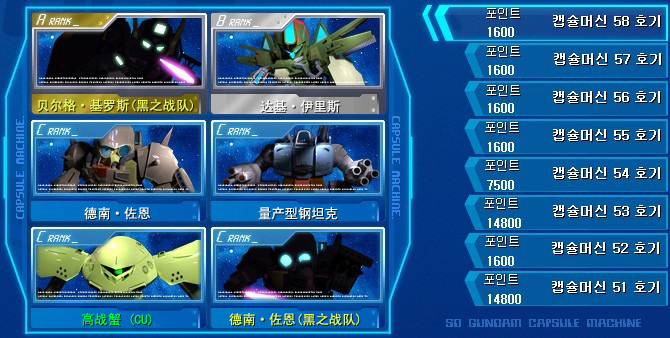 A RANK_
贝尔格·基罗斯(黑之战队)
B RANK_
达基·伊里斯
C RANK_
德南·佐恩
C RANK_
量产型钢坦克
C RANK_
高战蟹 (CU)
C RANK_
德南·佐恩(黑之战队)
CAPSULE MACHINE
CAPSULE MACHINE
포인트
1600
캡슐머신 58 호기
포인트
1600
캡슐머신 57 호기
포인트
1600
캡슐머신 56 호기
포인트
1600
캡슐머신 55 호기
포인트
7500
캡슐머신 54 호기
포인트
14800
캡슐머신 53 호기
포인트
1600
캡슐머신 52 호기
포인트
14800
캡슐머신 51 호기
SD GUNDAM CAPSULE MACHINE